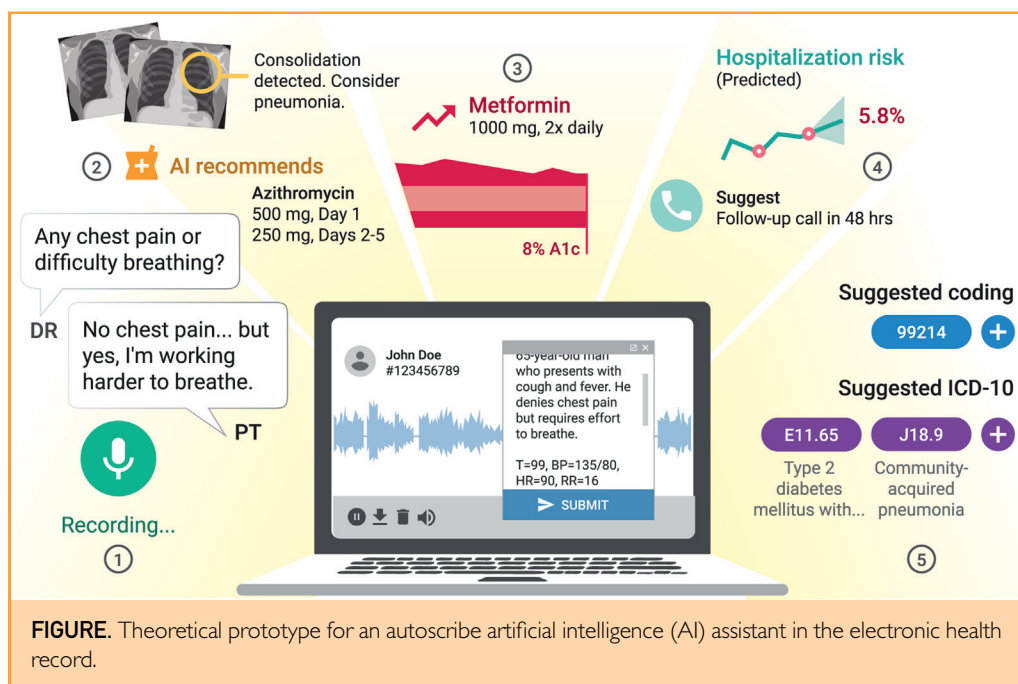 Consolidation
detected. Consider
pneumonia.
2
AI recommends
Azithromycin
500 mg, Day 1
250 mg, Days 2-5
Any chest pain or
difficulty breathing?
DR
No chest pain... but
yes, I'm working
harder to breathe.
PT
Recording...
1
3
Metformin
1000 mg, 2x daily
8% A1c
Hospitalization risk
(Predicted)
5.8%
4
Suggest
Follow-up call in 48 hrs
John Doe
#123456789
65-year-old man
who presents with
cough and fever. He
denies chest pain
but requires effort
to breathe.
T=99, BP=135/80,
HR=90, RR=16
SUBMIT
Suggested coding
99214
Suggested ICD-10
E11.65
J18.9
Type 2
diabetes
mellitus with...
Community-
acquired
pneumonia
5
FIGURE. Theoretical prototype for an autoscribe artificial intelligence (AI) assistant in the electronic health
record.